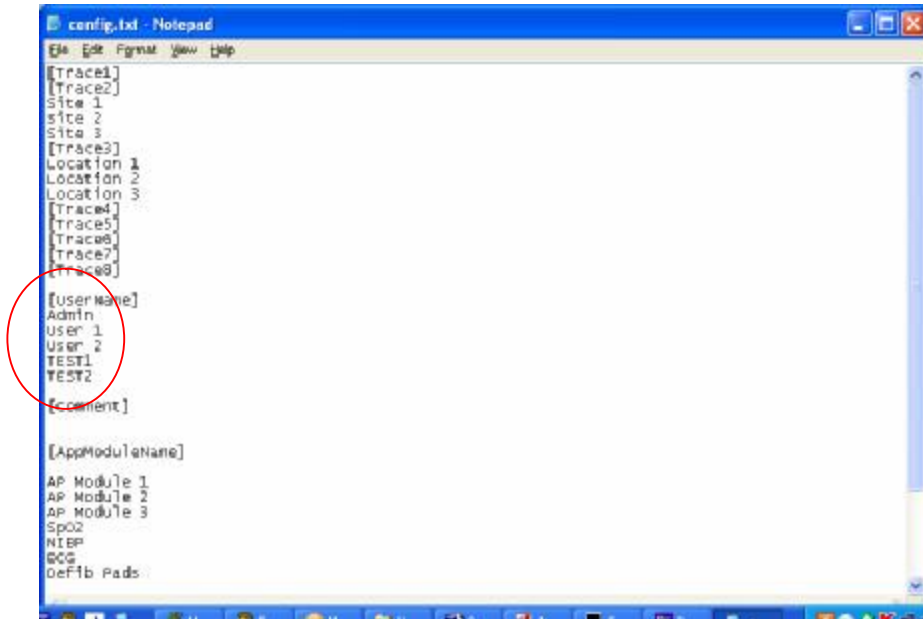 config.txt - Notepad
File Edit Format View Help
[Trace1]
[Trace2]
Site 1
site 2
Site 3
[Trace3]
Location 1
Location 2
Location 3
[Trace4]
[Trace5]
[Trace6]
[Trace7]
[Trace8]
[UserName]
Admin
User 1
User 2
TEST1
TEST2
[Comment]
[AppModuleName]
AP Module 1
AP Module 2
AP Module 3
SpO2
NIBP
ECG
Defib Pads